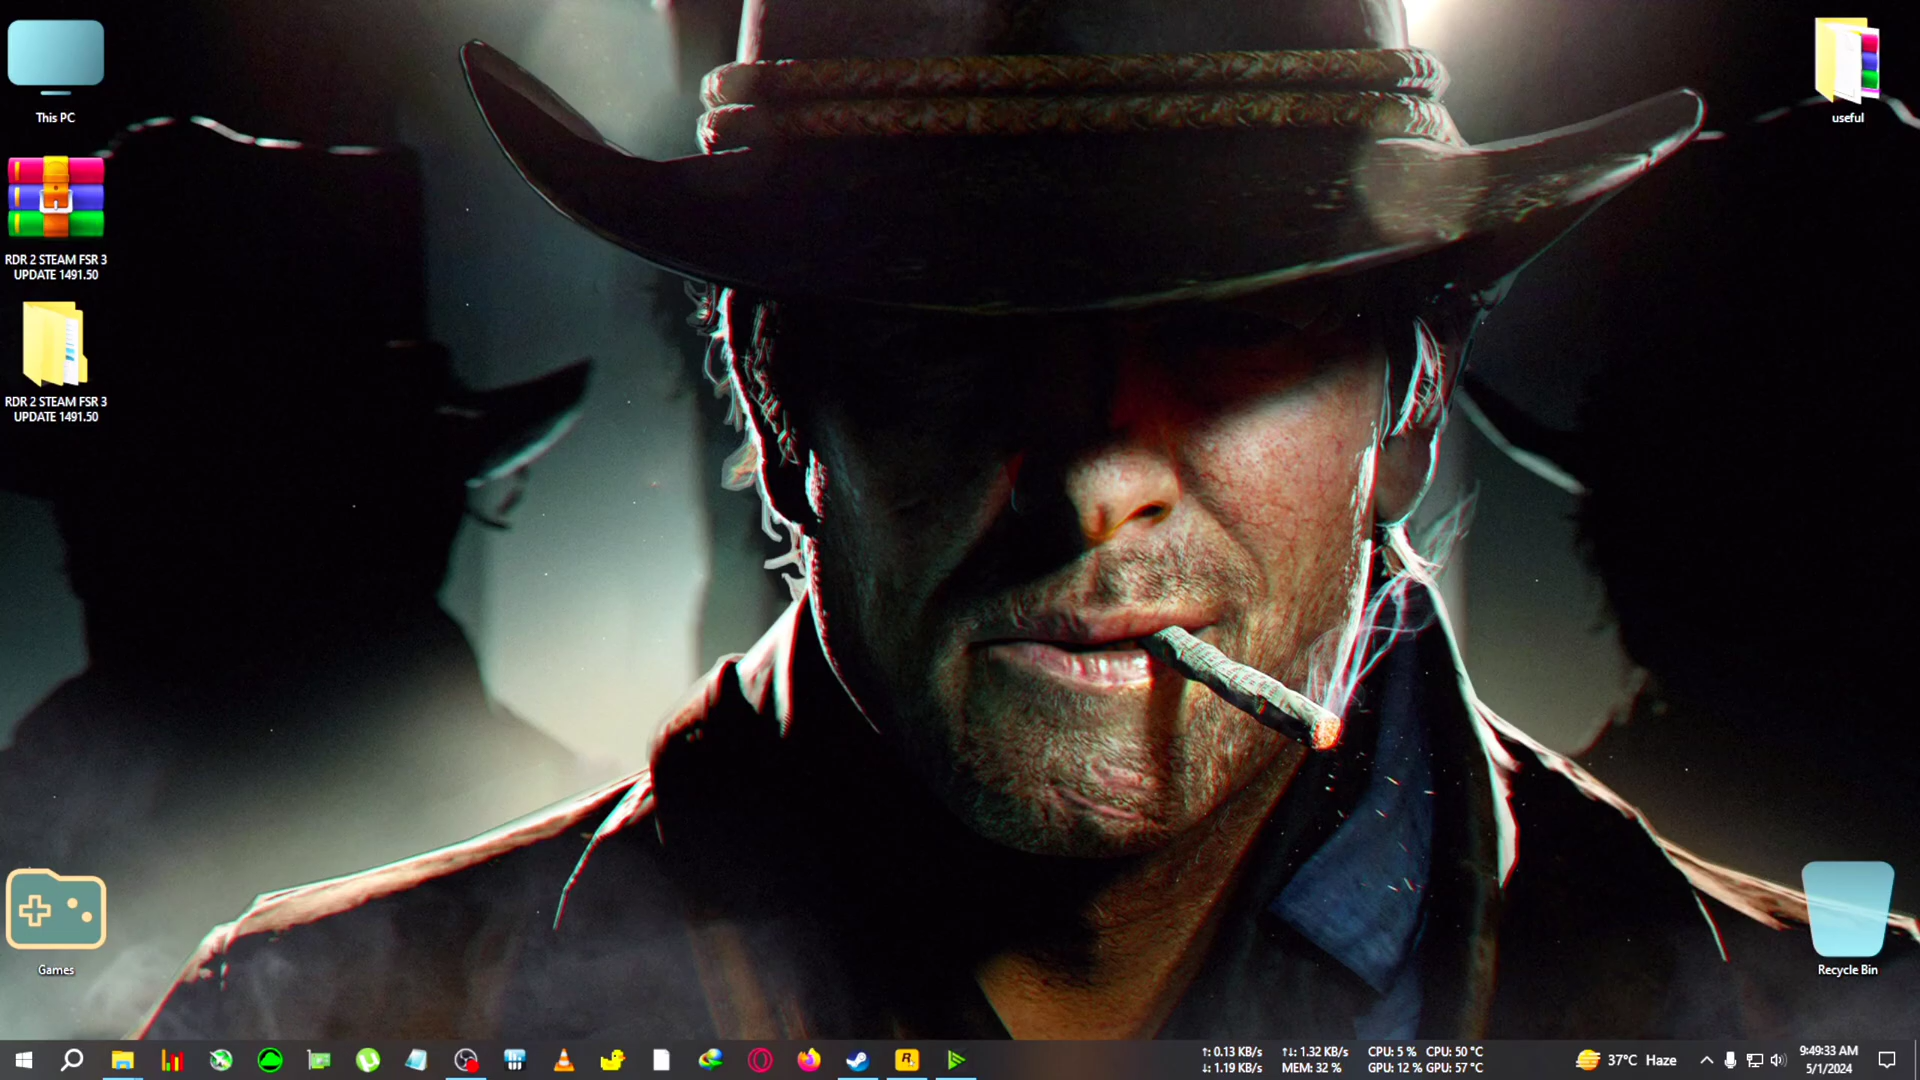 This PC
RDR 2 STEAM FSR 3
UPDATE 1491.50
RDR 2 STEAM FSR 3
UPDATE 1491.50
Games
useful
Recycle Bin
↑: 0.13 KB/s
↓: 1.19 KB/s
↑↓: 1.32 KB/s
MEM: 32 %
CPU: 5 % CPU: 50 °C
GPU: 12 % GPU: 57 °C
37°C Haze
9:49:33 AM
5/1/2024